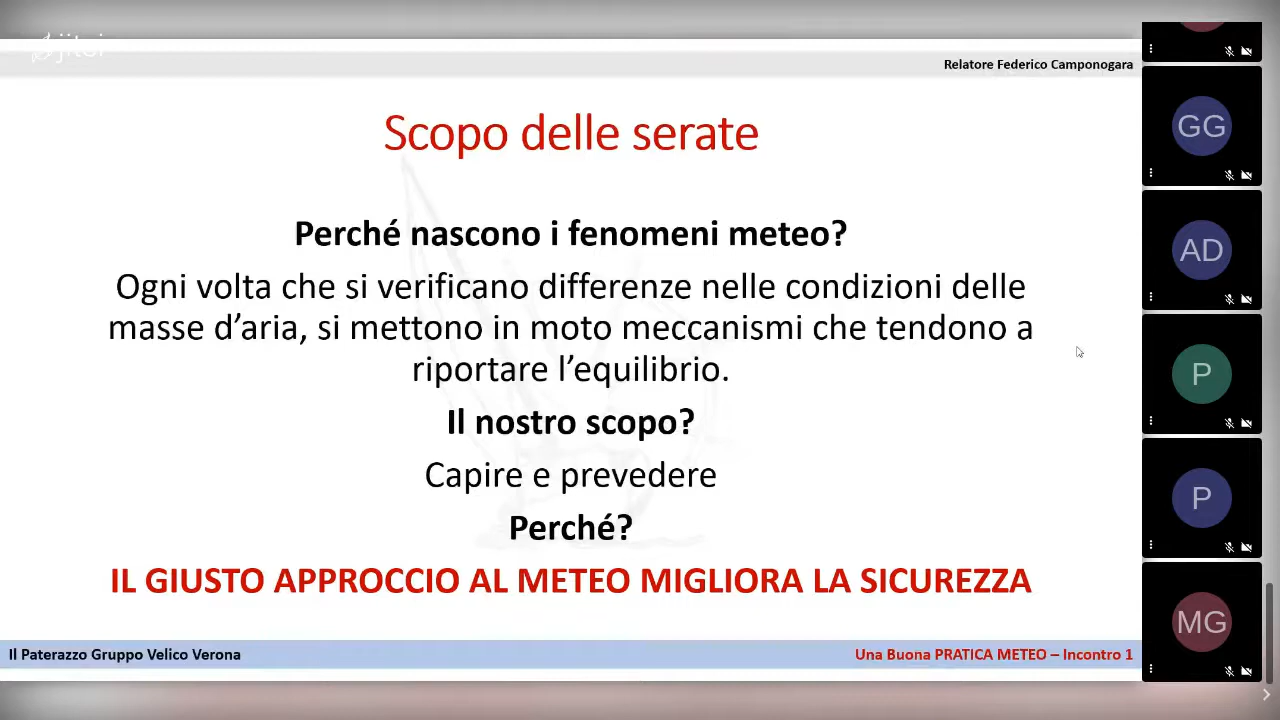 jitsi
Relatore Federico Camponogara
Scopo delle serate
Perché nascono i fenomeni meteo?
Ogni volta che si verificano differenze nelle condizioni delle
masse d’aria, si mettono in moto meccanismi che tendono a
riportare l’equilibrio.
Il nostro scopo?
Capire e prevedere
Perché?
IL GIUSTO APPROCCIO AL METEO MIGLIORA LA SICUREZZA
Il Paterazzo Gruppo Velico Verona
Una Buona PRATICA METEO – Incontro 1
GG
AD
P
P
MG